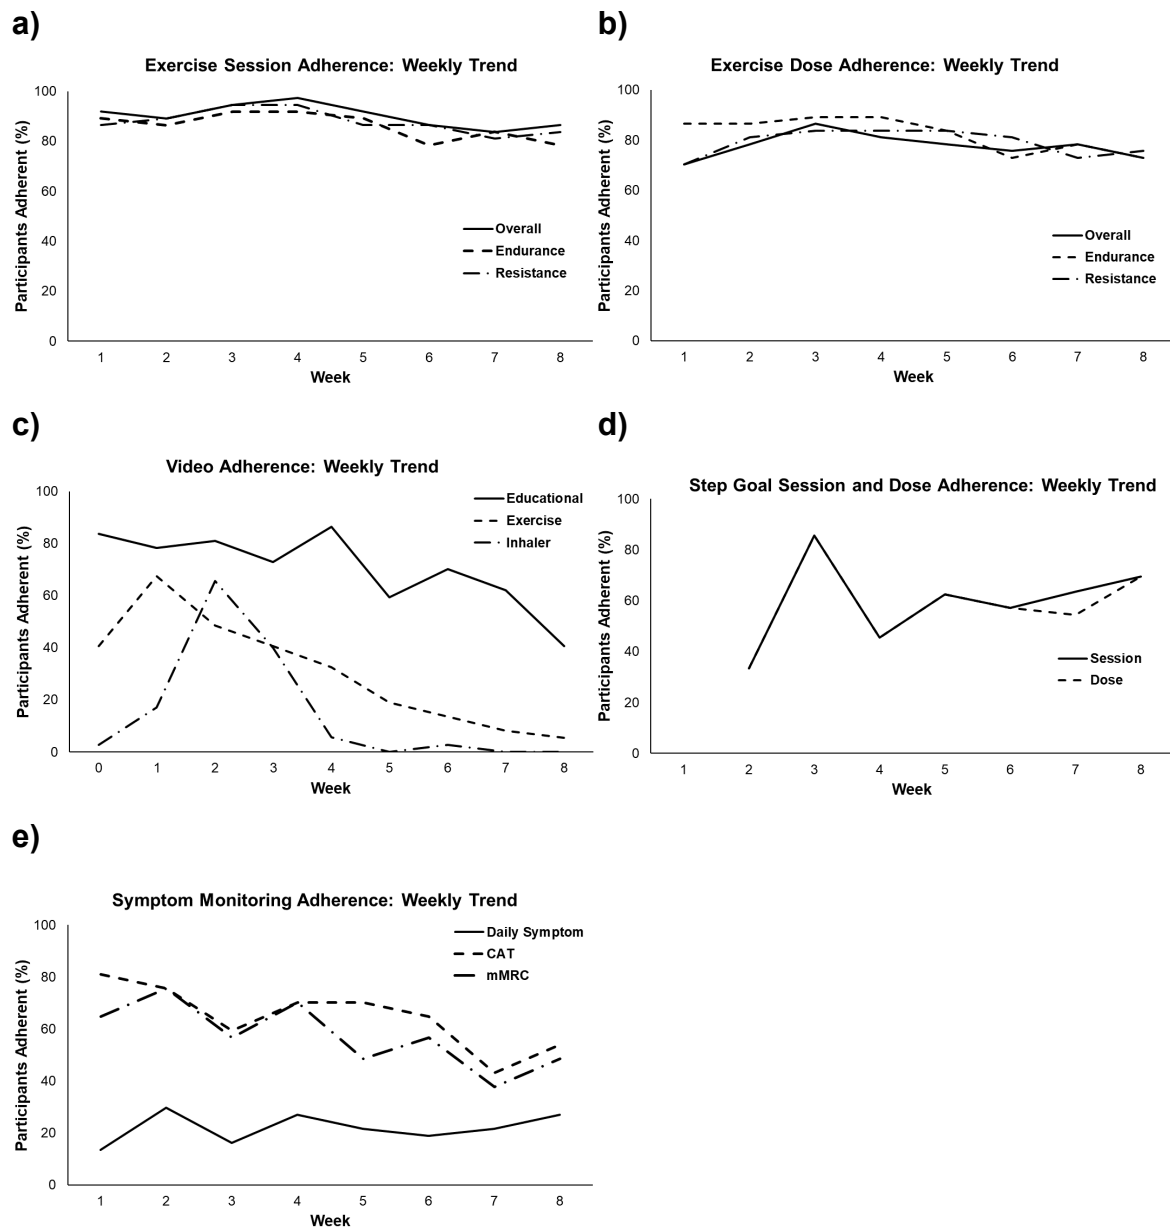 a)
Exercise Session Adherence: Weekly Trend
Participants Adherent (%)
100
80
60
40
20
0
Overall
Endurance
Resistance
1 2 3 4 5 6 7 8
Week
b)
Exercise Dose Adherence: Weekly Trend
Participants Adherent (%)
100
80
60
40
20
0
Overall
Endurance
Resistance
1 2 3 4 5 6 7 8
Week
c)
Video Adherence: Weekly Trend
Participants Adherent (%)
100
80
60
40
20
0
Educational
Exercise
Inhaler
0 1 2 3 4 5 6 7 8
Week
d)
Step Goal Session and Dose Adherence: Weekly Trend
Participants Adherent (%)
100
80
60
40
20
0
Session
Dose
1 2 3 4 5 6 7 8
Week
e)
Symptom Monitoring Adherence: Weekly Trend
Participants Adherent (%)
100
80
60
40
20
0
Daily Symptom
CAT
mMRC
1 2 3 4 5 6 7 8
Week